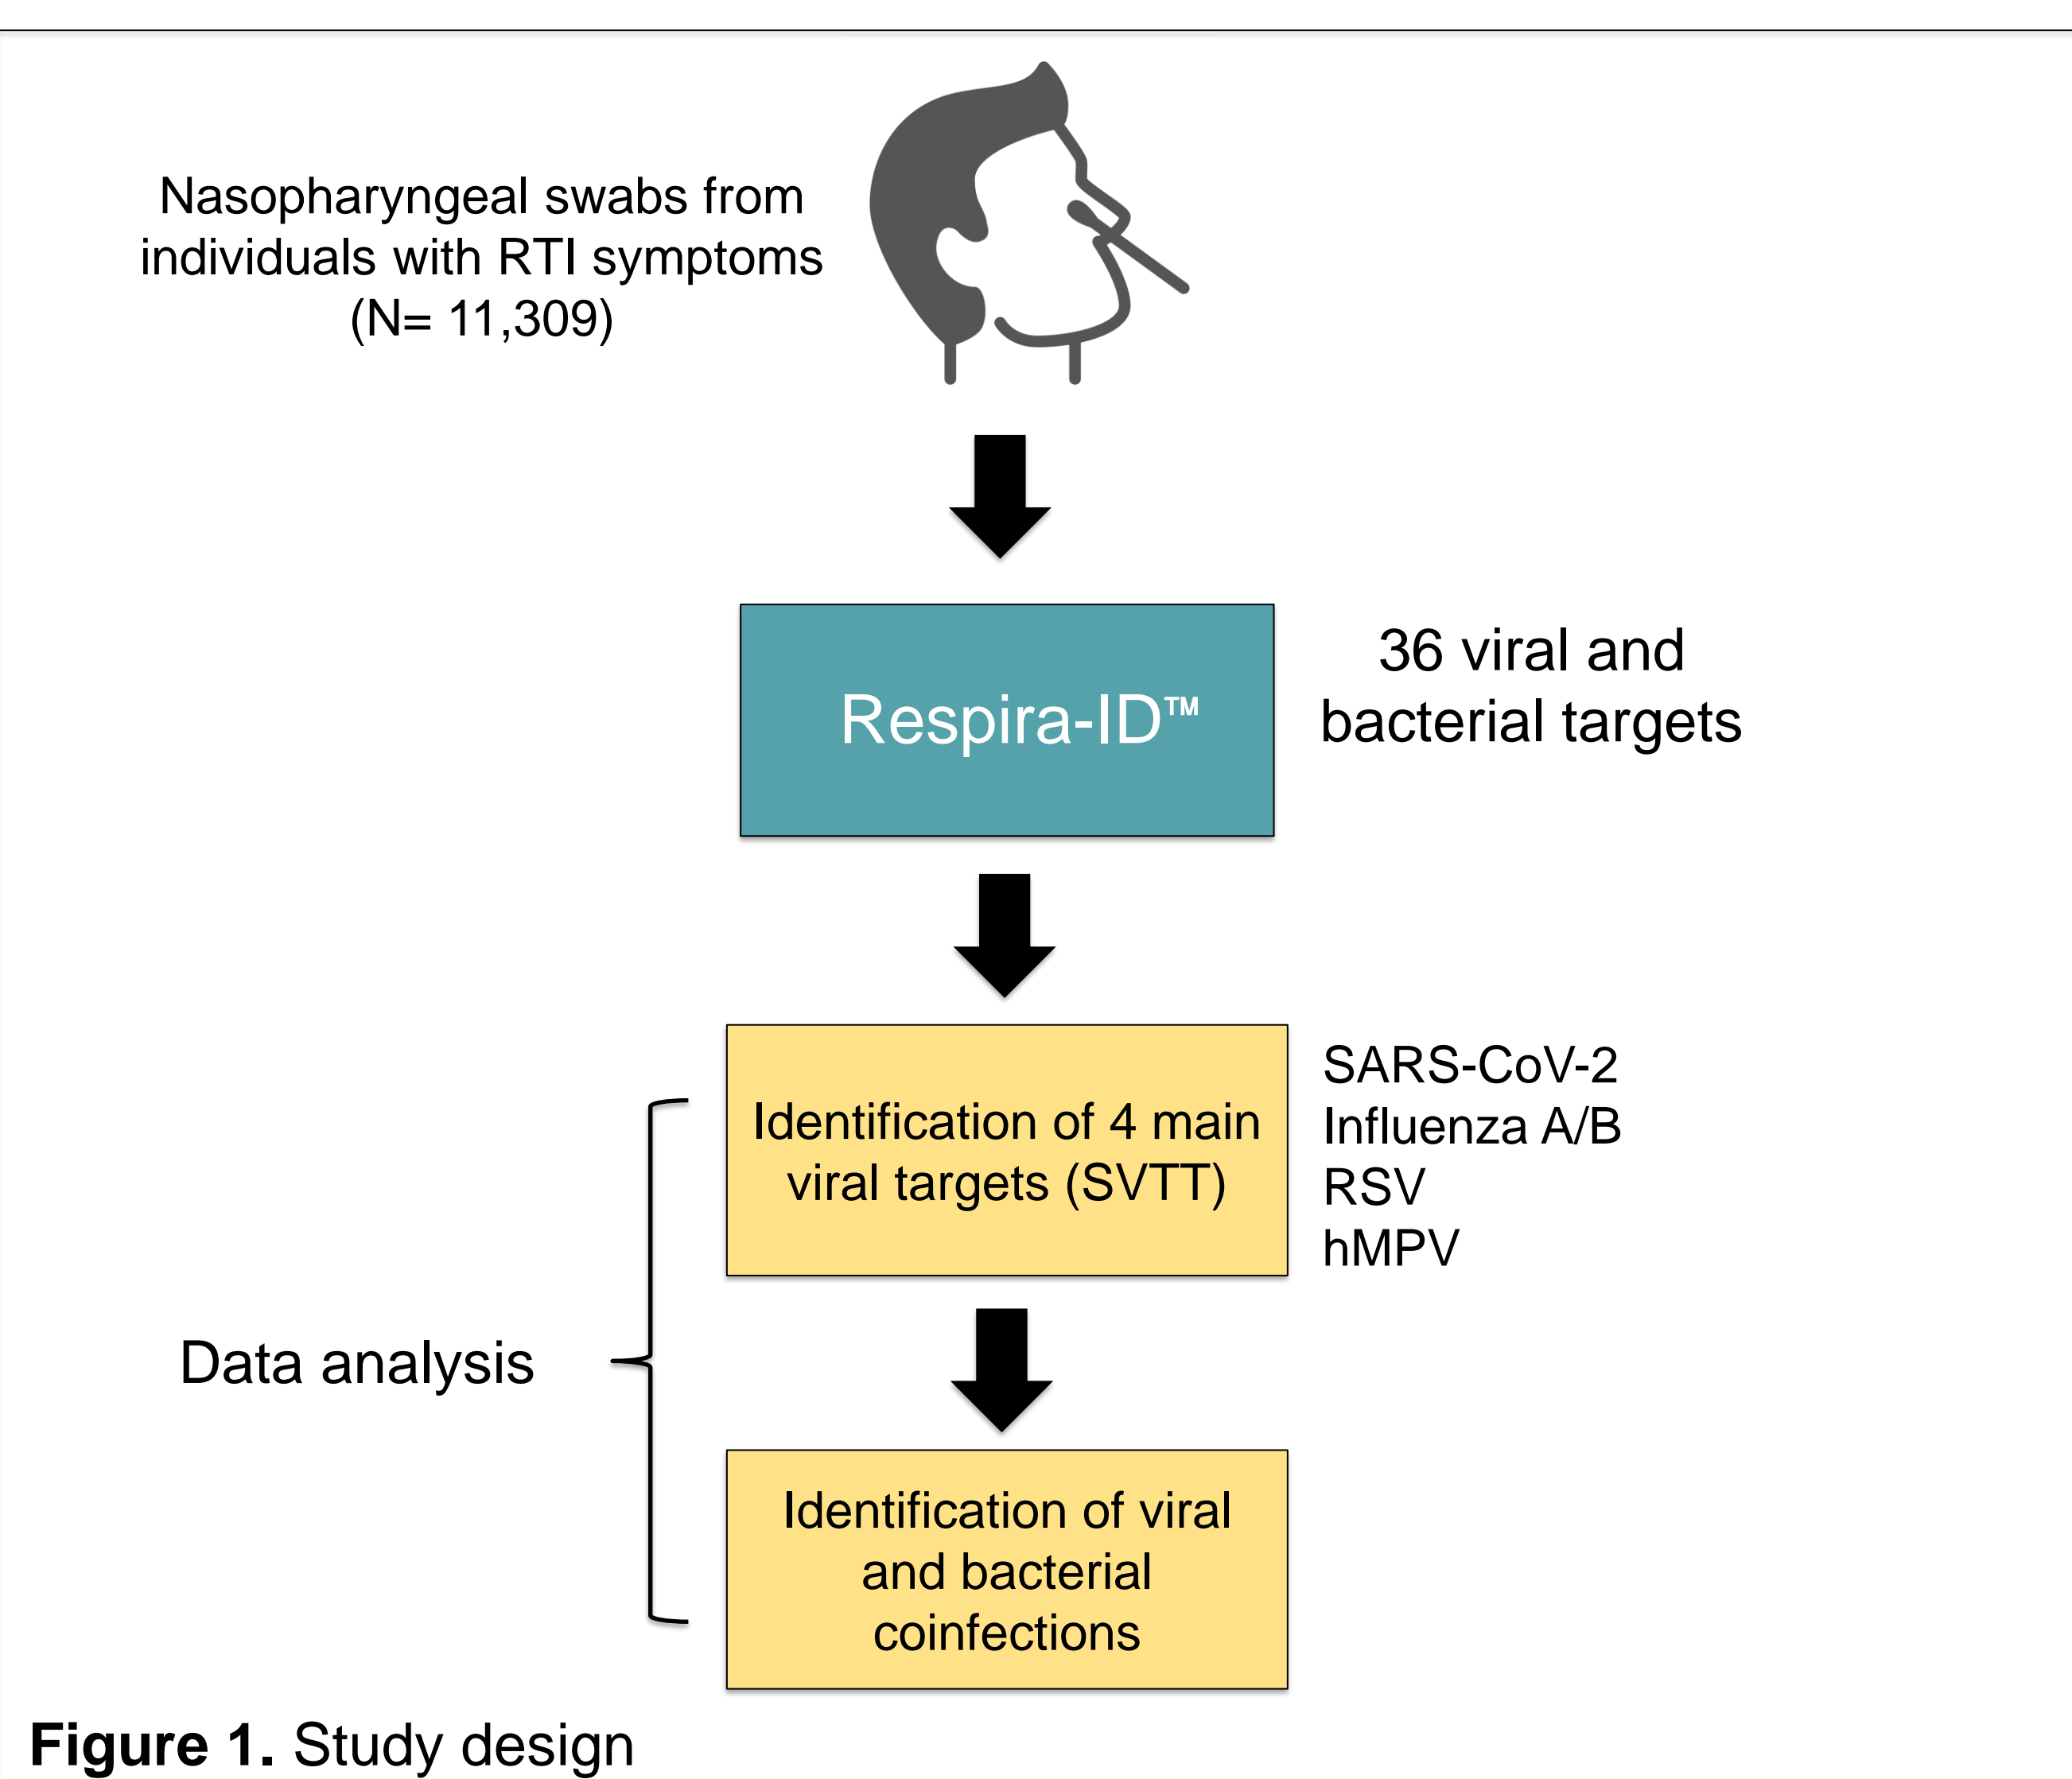 Nasopharyngeal swabs from
individuals with RTI symptoms
(N= 11,309)
Respira-ID™
36 viral and
bacterial targets
Identification of 4 main
viral targets (SVTT)
SARS-CoV-2
Influenza A/B
RSV
hMPV
Data analysis
Identification of viral
and bacterial
coinfections
Figure 1. Study design